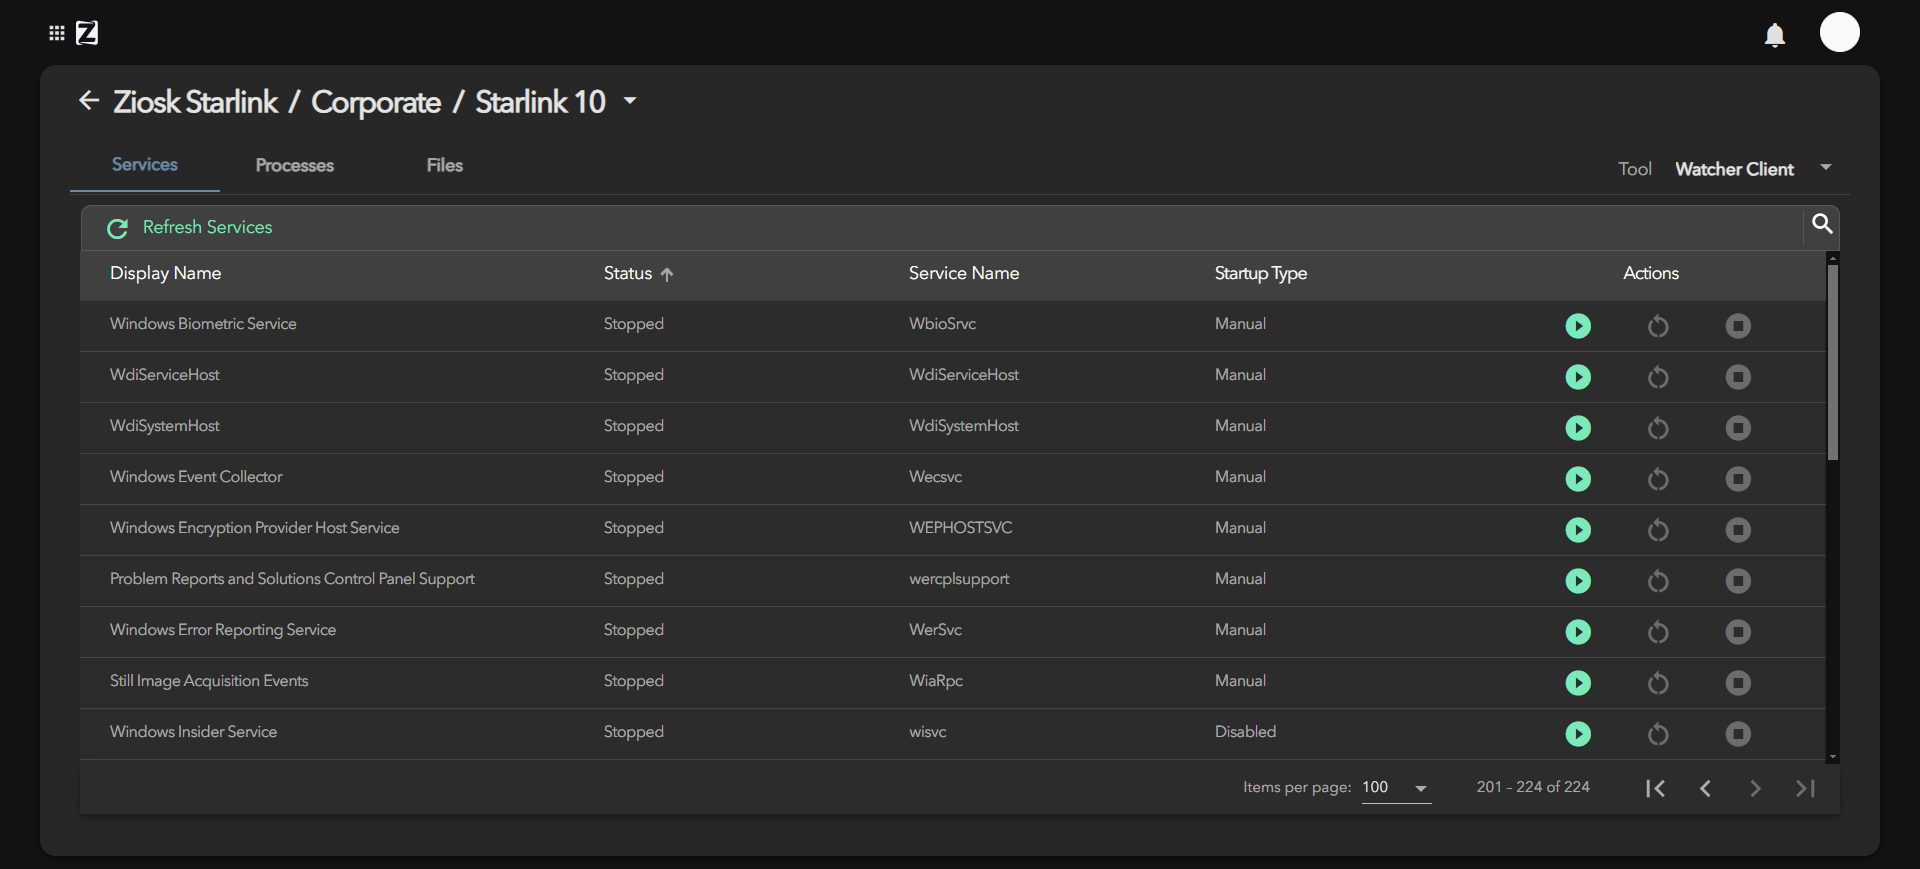 Z
Ziosk Starlink / Corporate / Starlink 10
Services Processes Files
Tool Watcher Client
Refresh Services
Display Name Status Service Name Startup Type Actions
Windows Biometric Service Stopped WbioSrvc Manual
WdiServiceHost Stopped WdiServiceHost Manual
WdiSystemHost Stopped WdiSystemHost Manual
Windows Event Collector Stopped Wecsvc Manual
Windows Encryption Provider Host Service Stopped WEPHOSTSVC Manual
Problem Reports and Solutions Control Panel Support Stopped wercplsupport Manual
Windows Error Reporting Service Stopped WerSvc Manual
Still Image Acquisition Events Stopped WiaRpc Manual
Windows Insider Service Stopped wisvc Disabled
Items per page: 100 201 - 224 of 224